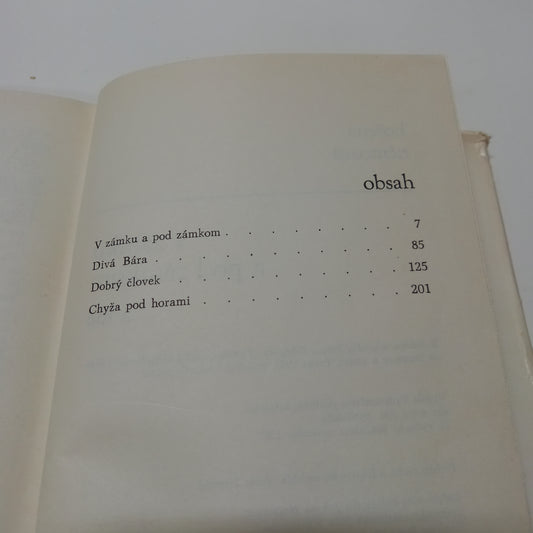 obsah
V zámku a pod zámkom . . . . . . . 7
Divá Bára . . . . . . . . . . 85
Dobrý človek . . . . . . . . . 125
Chyža pod horami . . . . . . . . 201